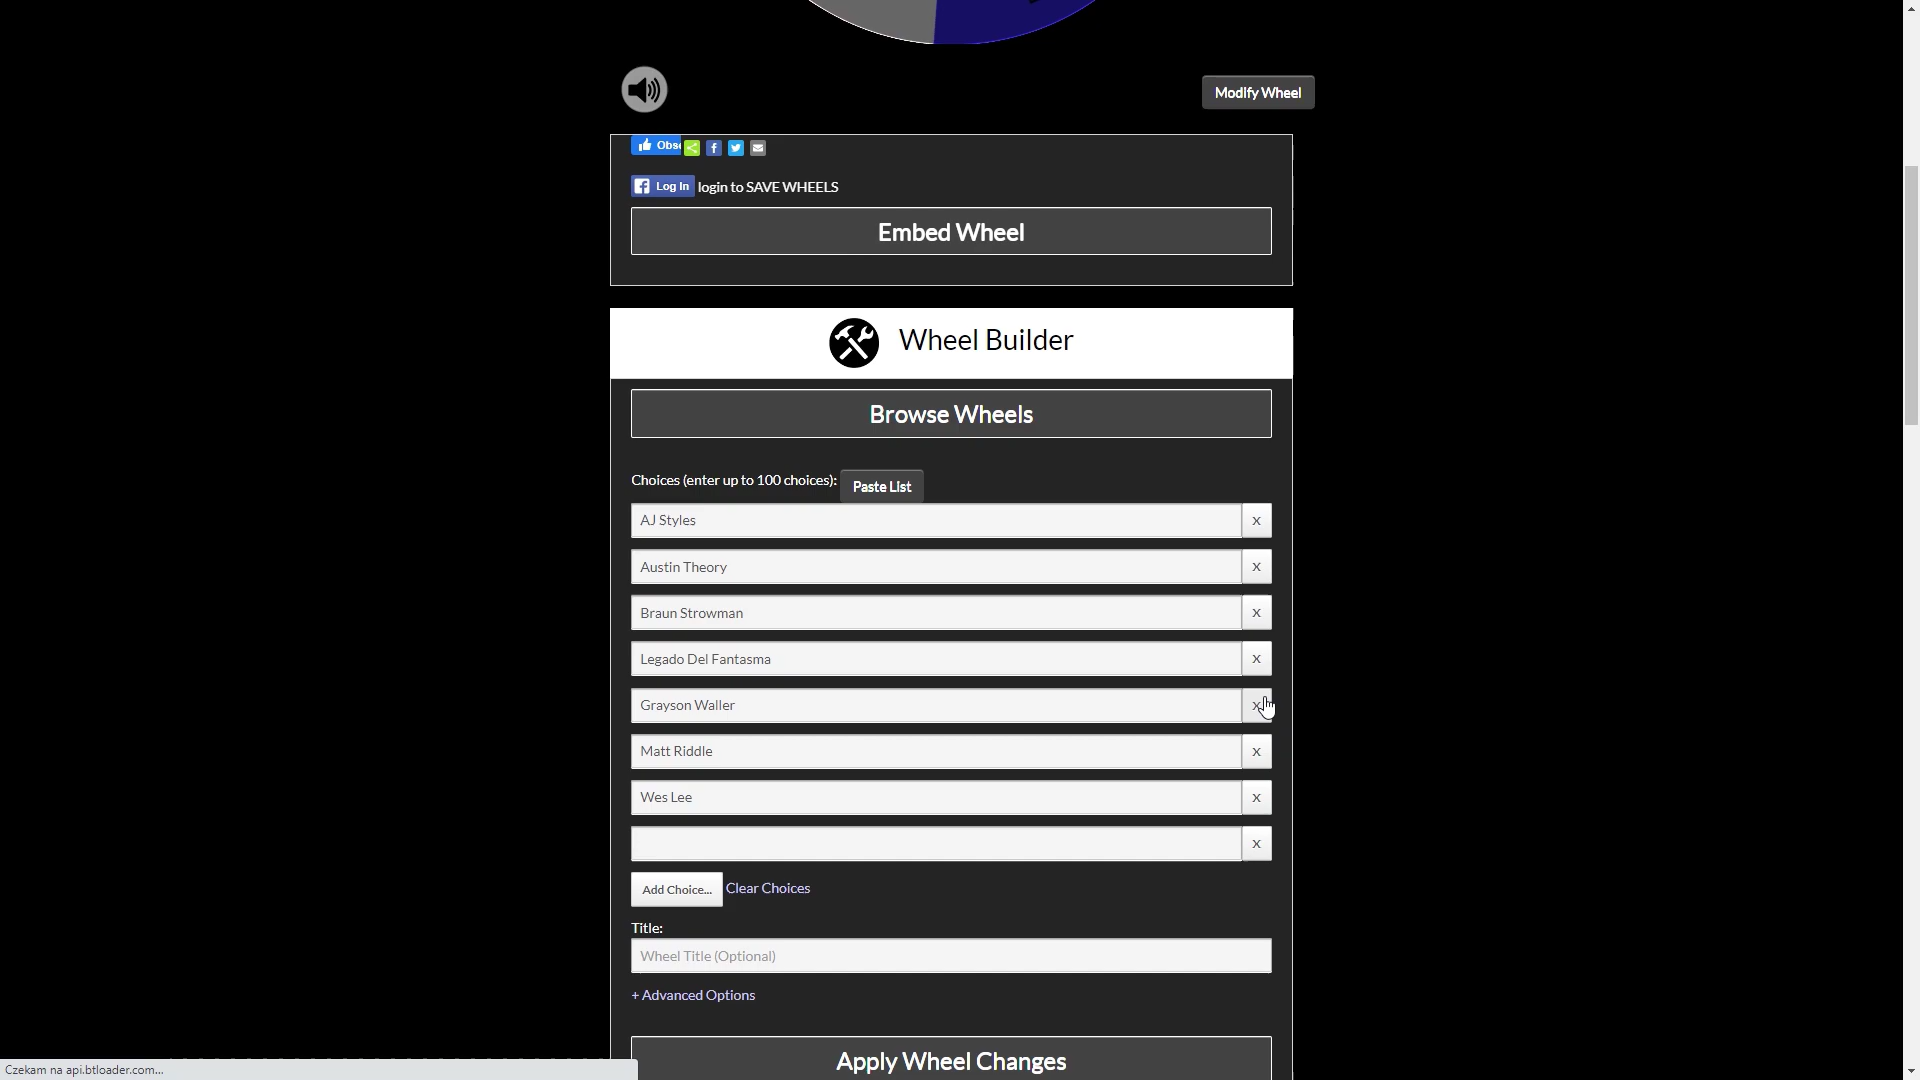 Modify Wheel
Obse
Log In login to SAVE WHEELS
Embed Wheel
Wheel Builder
Browse Wheels
Choices (enter up to 100 choices): Paste List
AJ Styles x
Austin Theory x
Braun Strowman x
Legado Del Fantasma x
Grayson Waller x
Matt Riddle x
Wes Lee x
x
Add Choice... Clear Choices
Title:
Wheel Title (Optional)
+ Advanced Options
Apply Wheel Changes
Czekam na api.btloader.com...